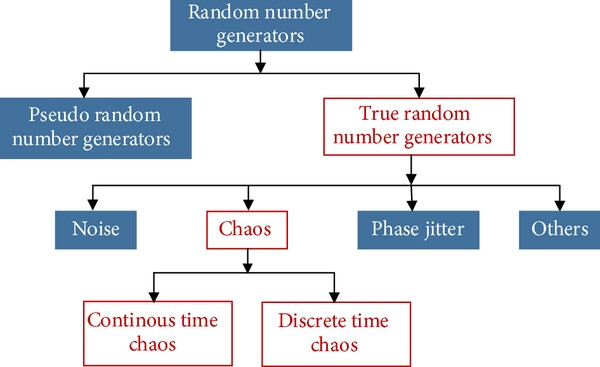 Random number
generators
Pseudo random
number generators
True random
number generators
Noise
Chaos
Phase jitter
Others
Continous time
chaos
Discrete time
chaos